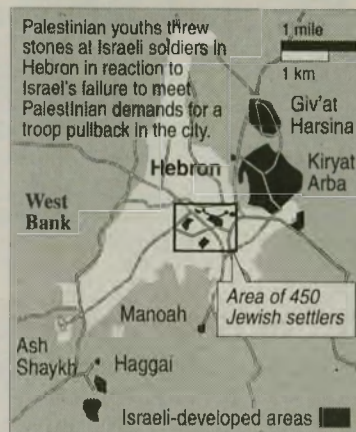 Palestinian youths threw
stones at Israeli soldiers in
Hebron in reaction to
Israel's failure to meet
Palestinian demands for a
troop pullback in the city.
1 mile
1 km
Giv'at
Harsina
Kiryat
Arba
Hebron
West
Bank
Area of 450
Jewish settlers
Manoah
Ash
Shaykh
Haggai
Israeli-developed areas